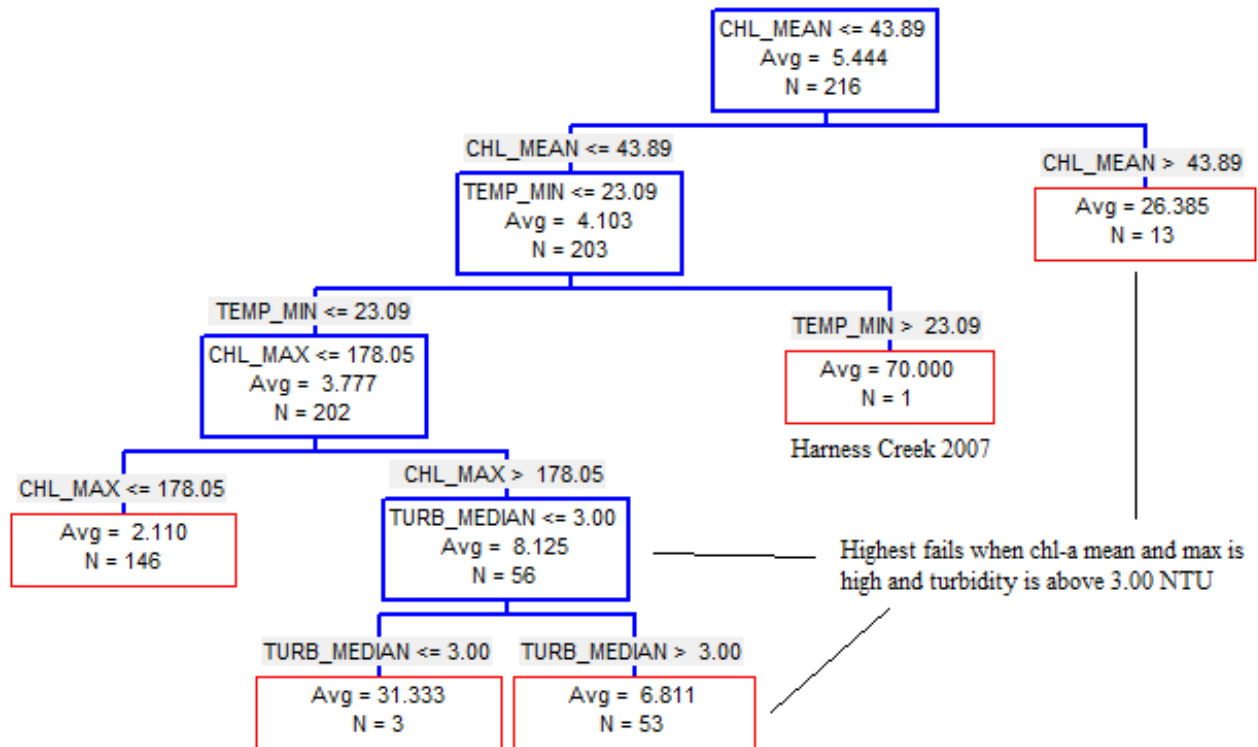 CHL_MEAN <= 43.89
Avg = 5.444
N = 216
CHL_MEAN <= 43.89
CHL_MEAN > 43.89
TEMP_MIN <= 23.09
Avg = 4.103
N = 203
Avg = 26.385
N = 13
TEMP_MIN <= 23.09
TEMP_MIN > 23.09
CHL_MAX <= 178.05
Avg = 3.777
N = 202
Avg = 70.000
N = 1
Harness Creek 2007
CHL_MAX <= 178.05
CHL_MAX > 178.05
Avg = 2.110
N = 146
TURB_MEDIAN <= 3.00
Avg = 8.125
N = 56
Highest fails when chl-a mean and max is
high and turbidity is above 3.00 NTU
TURB_MEDIAN <= 3.00
TURB_MEDIAN > 3.00
Avg = 31.333
N = 3
Avg = 6.811
N = 53